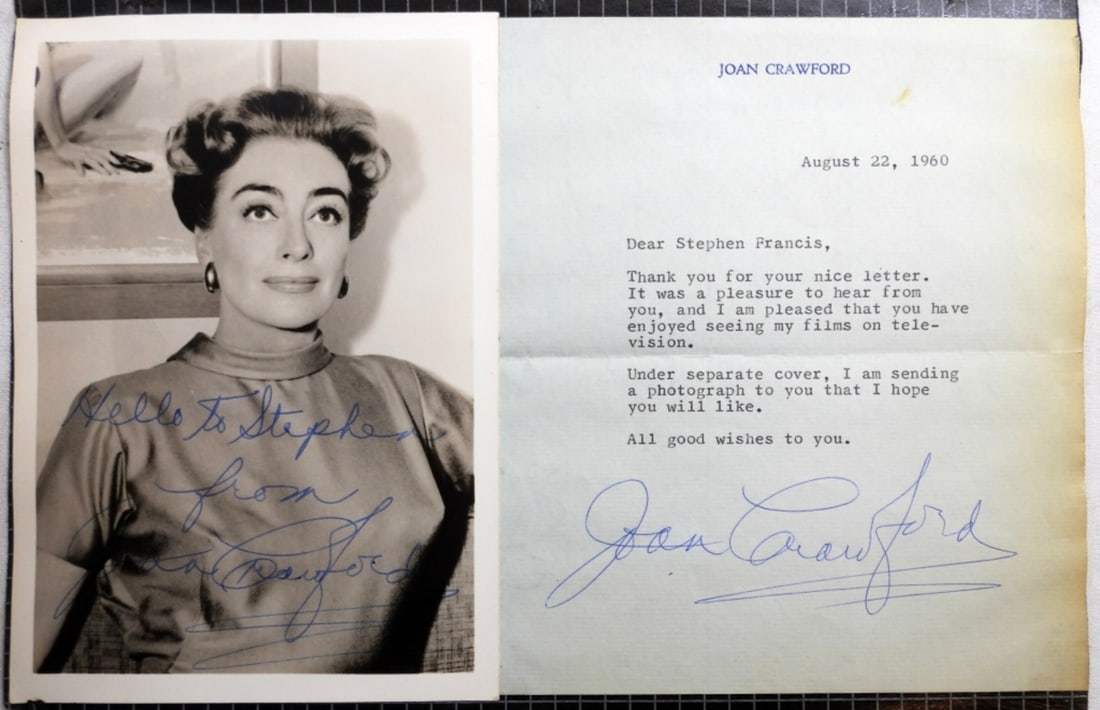 Hello to Stephen
from
Joan Crawford
JOAN CRAWFORD
August 22, 1960
Dear Stephen Francis,
Thank you for your nice letter.
It was a pleasure to hear from
you, and I am pleased that you have
enjoyed seeing my films on tele-
vision.
Under separate cover, I am sending
a photograph to you that I hope
you will like.
All good wishes to you.
Joan Crawford